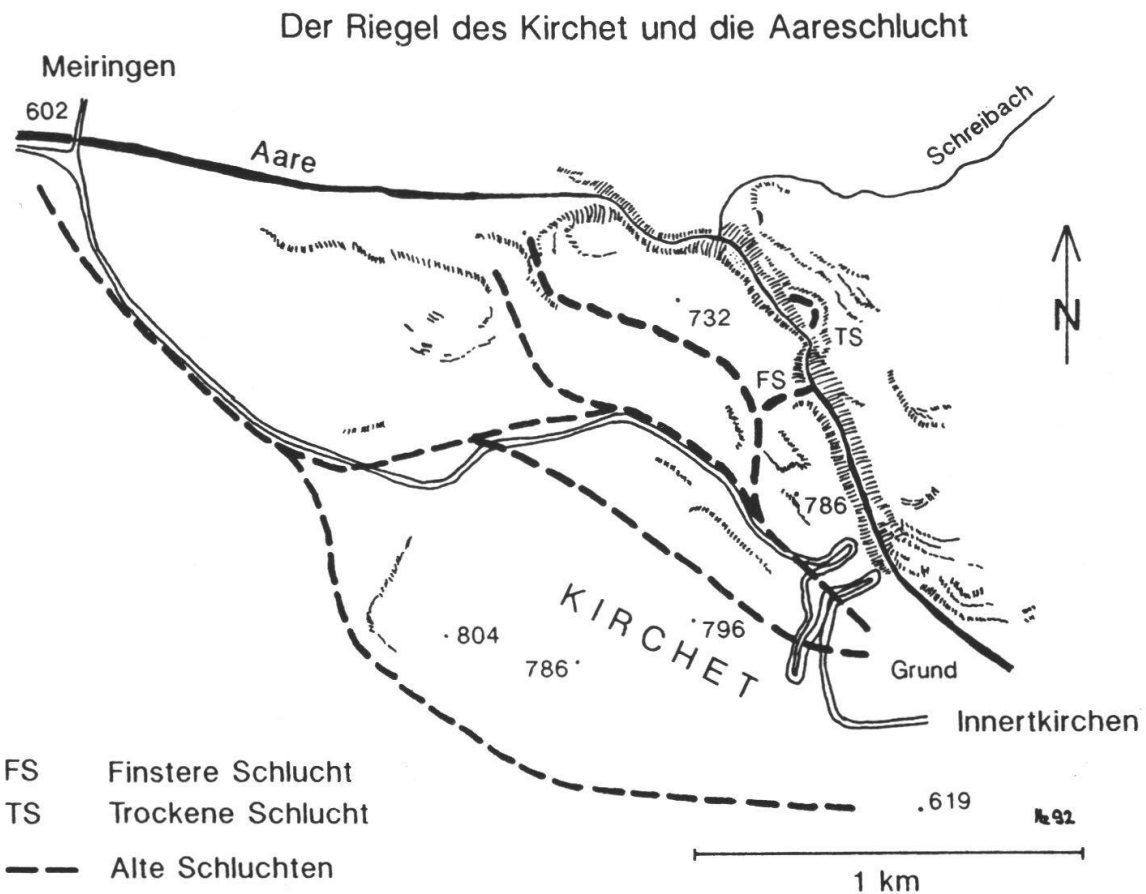 Der Riegel des Kirchet und die Aareschlucht
Meiringen
602
Aare
Schreibach
N
732
TS
FS
786
KIRCHET
804
796
786
Grund
Innertkirchen
619
FS Finstere Schlucht
TS Trockene Schlucht
Alte Schluchten
1 km